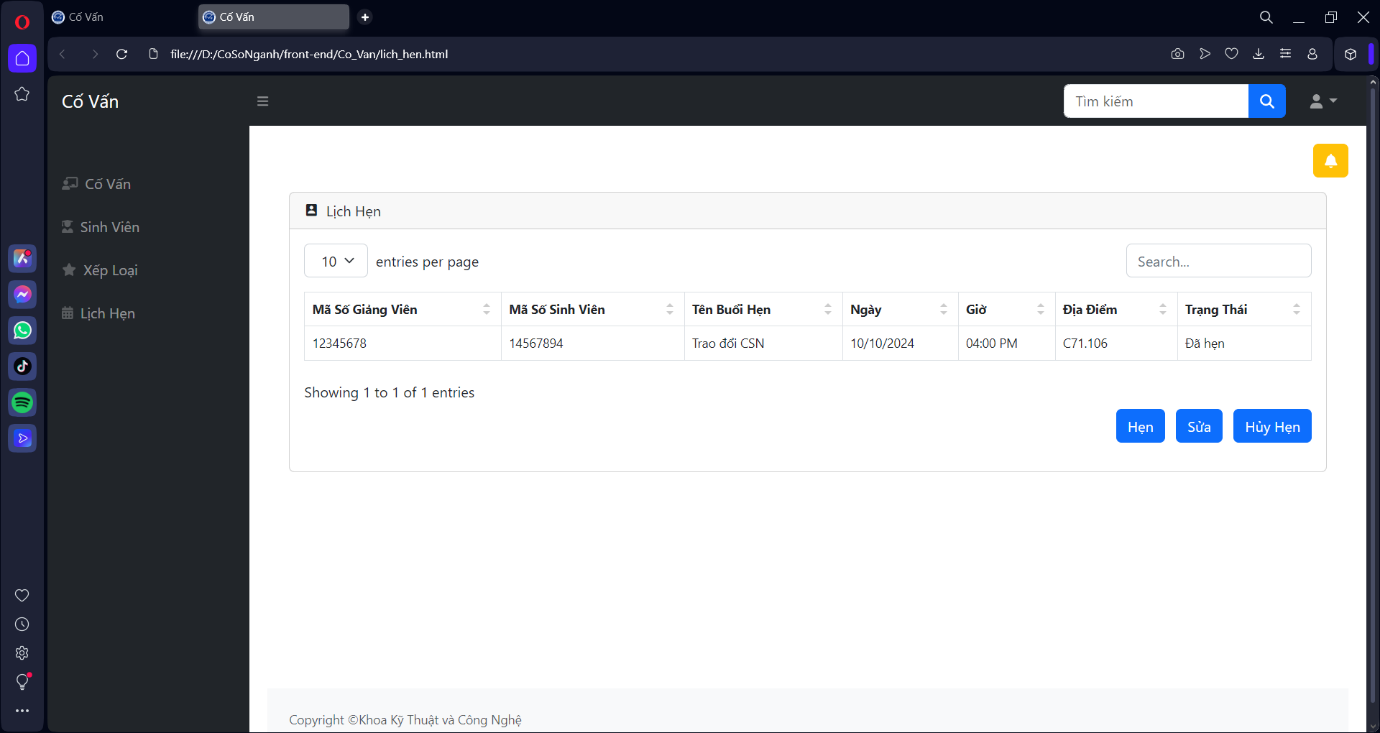 Cố Vấn
Cố Vấn
file:///D:/CoSoNganh/front-end/Co_Van/lich_hen.html
Cố Vấn
Tìm kiếm
Cố Vấn
Sinh Viên
Xếp Loại
Lịch Hẹn
Lịch Hẹn
10 entries per page
Search...
Mã Số Giảng Viên Mã Số Sinh Viên Tên Buổi Hẹn Ngày Giờ Địa Điểm Trạng Thái
12345678 14567894 Trao đổi CSN 10/10/2024 04:00 PM C71.106 Đã hẹn
Showing 1 to 1 of 1 entries
Hẹn Sửa Hủy Hẹn
Copyright ©Khoa Kỹ Thuật và Công Nghệ